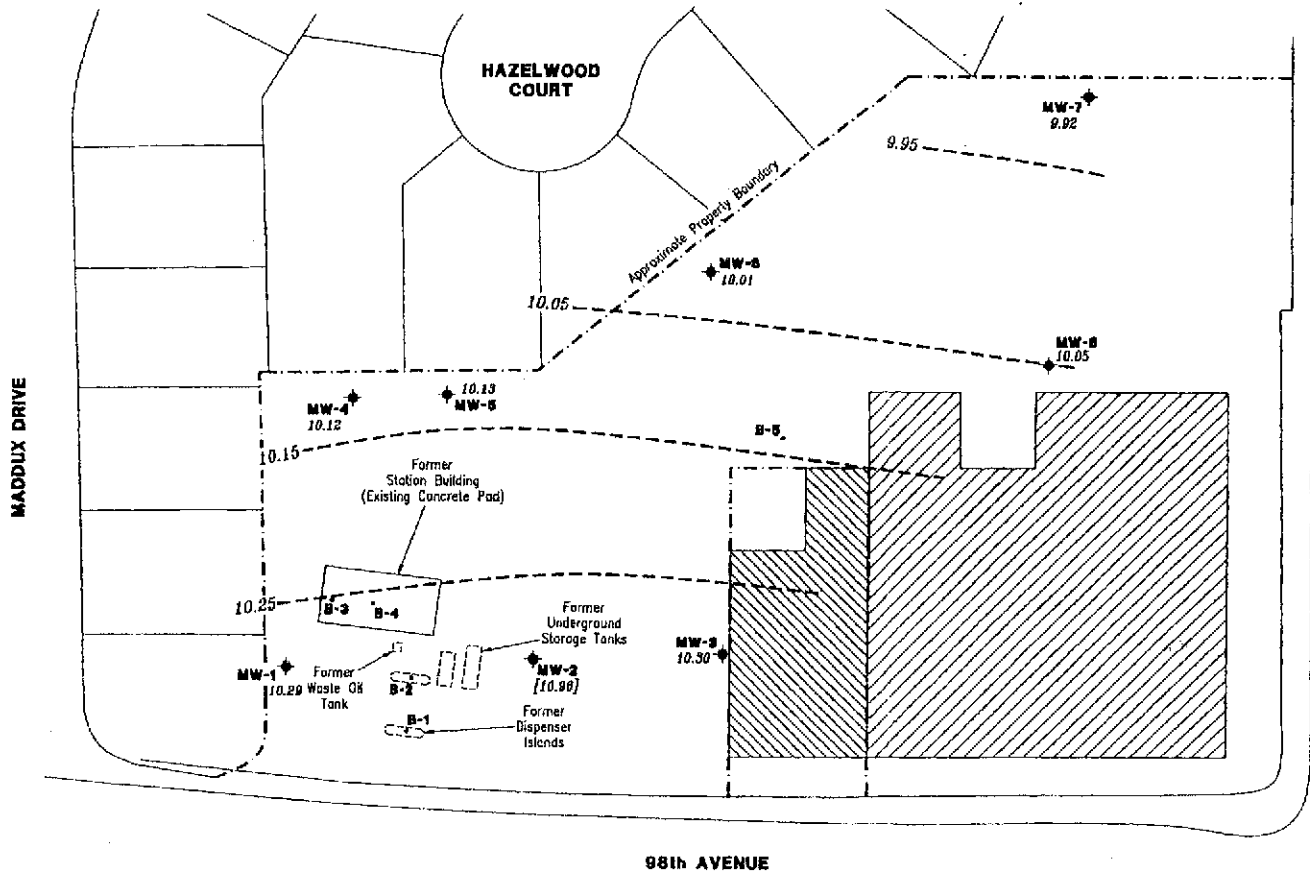 HAZELWOOD
COURT
MW-7
9.92
9.95
Approximate Property Boundary
MW-6
10.01
10.05
MW-8
10.05
MADDUX DRIVE
10.13
MW-4
MW-5
10.12
B-5
10.15
Former
Station Building
(Existing Concrete Pad)
10.25
B-3
B-4
Former
Underground
Storage Tanks
MW-3
10.30
MW-1
10.29
Former
Waste Oil
Tank
B-2
MW-2
[10.96]
B-1
Former
Dispenser
Islands
98th AVENUE